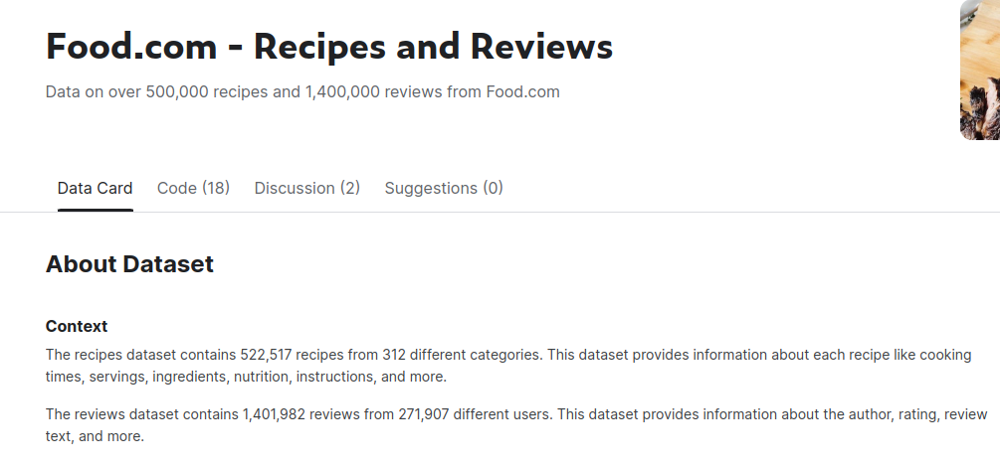 Food.com - Recipes and Reviews
Data on over 500,000 recipes and 1,400,000 reviews from Food.com
Data Card Code (18) Discussion (2) Suggestions (0)
About Dataset
Context
The recipes dataset contains 522,517 recipes from 312 different categories. This dataset provides information about each recipe like cooking
times, servings, ingredients, nutrition, instructions, and more.
The reviews dataset contains 1,401,982 reviews from 271,907 different users. This dataset provides information about the author, rating, review
text, and more.